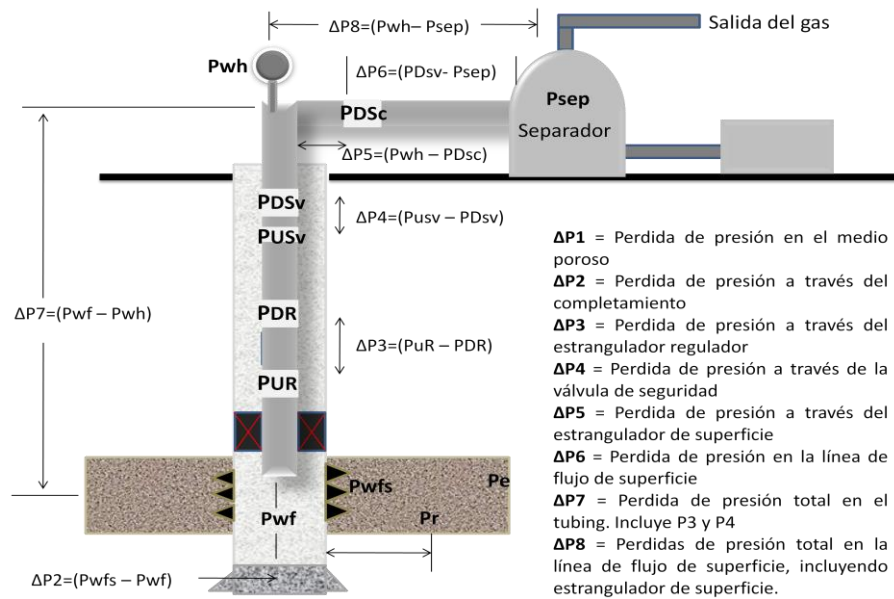 ΔP8=(Pwh– Psep)
Salida del gas
Pwh
ΔP6=(PDsv- Psep)
Psep
Separador
PDSc
ΔP5=(Pwh – PDsc)
PDSv
ΔP4=(Pusv – PDsv)
PUSv
ΔP7=(Pwf – Pwh)
PDR
ΔP3=(PuR – PDR)
PUR
Pwfs
Pe
Pwf
Pr
ΔP2=(Pwfs – Pwf)
ΔP1 = Perdida de presión en el medio
poroso
ΔP2 = Perdida de presión a través del
completamiento
ΔP3 = Perdida de presión a través del
estrangulador regulador
ΔP4 = Perdida de presión a través de la
válvula de seguridad
ΔP5 = Perdida de presión a través del
estrangulador de superficie
ΔP6 = Perdida de presión en la línea de
flujo de superficie
ΔP7 = Perdida de presión total en el
tubing. Incluye P3 y P4
ΔP8 = Perdidas de presión total en la
línea de flujo de superficie, incluyendo
estrangulador de superficie.